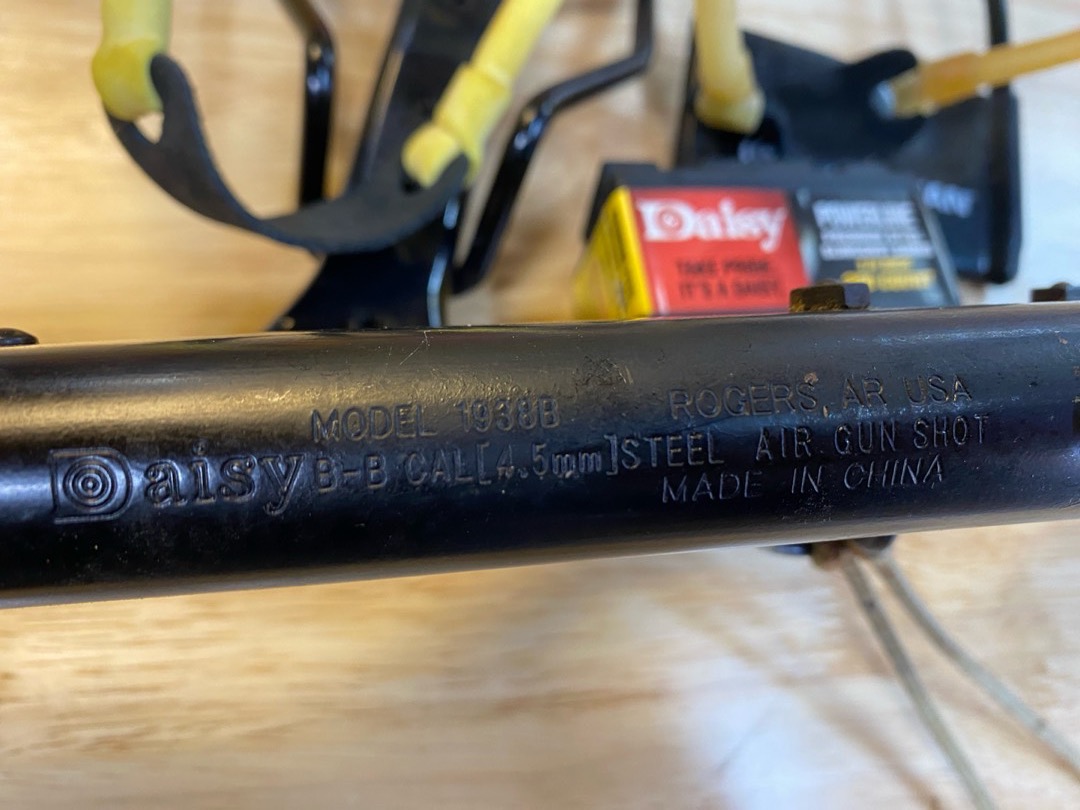 Daisy
TAKE PRIDE.
IT'S A DAISY.
POWERLINE
MODEL 1938B
ROGERS, AR USA
Daisy
B-B CAL[4.5mm]STEEL AIR GUN SHOT
MADE IN CHINA